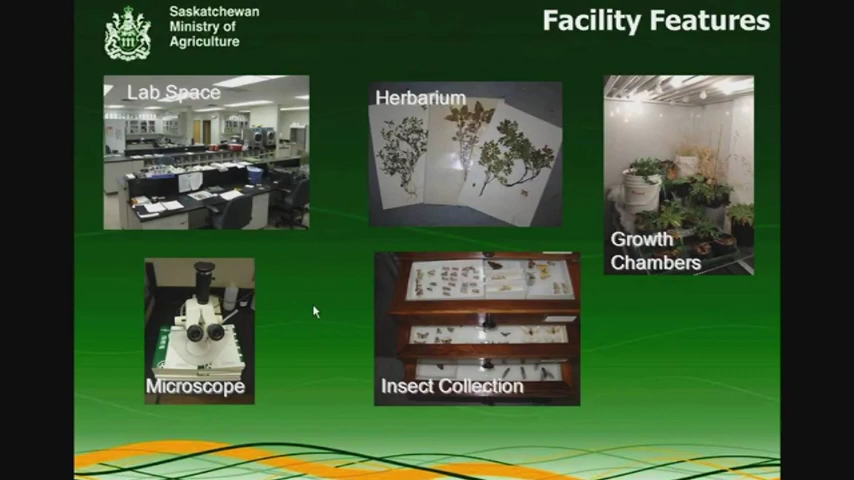 Saskatchewan
Ministry of
Agriculture
Facility Features
Lab Space
Herbarium
Growth
Chambers
Microscope
Insect Collection